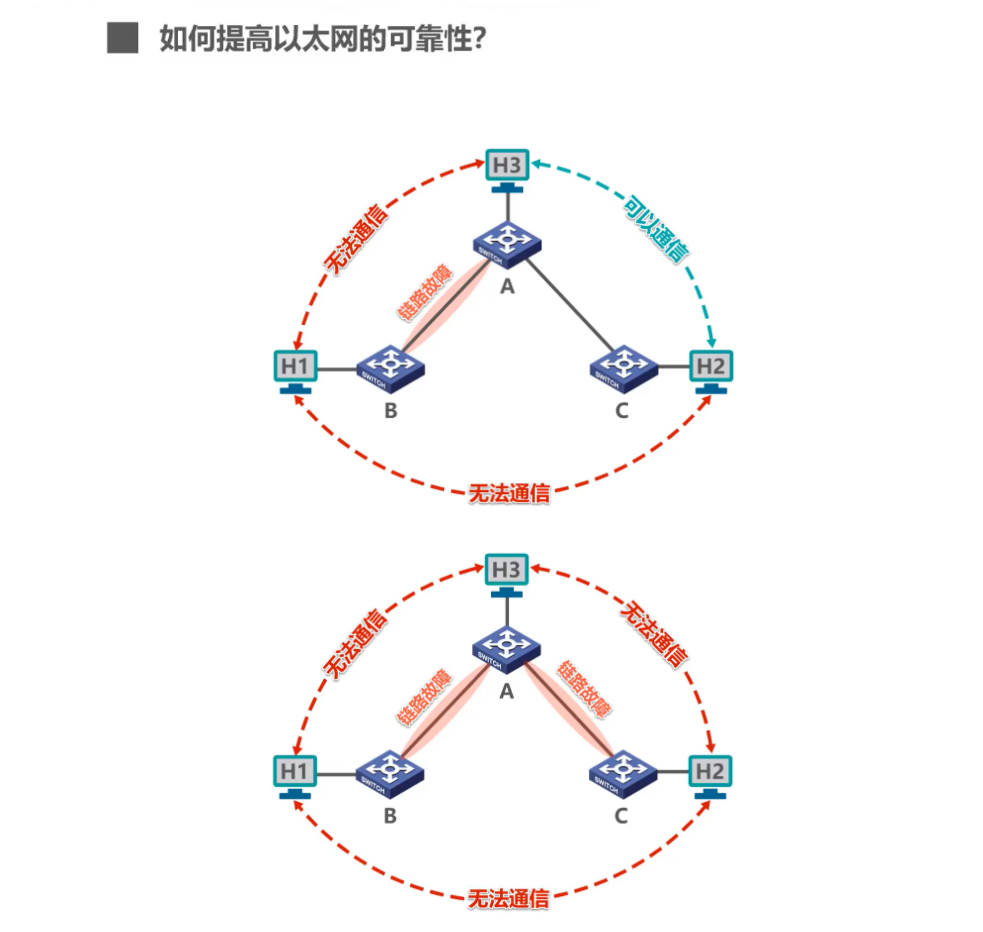 如何提高以太网的可靠性?
H3
无法通信
可以通信
SWITCH
A
链路故障
H1
SWITCH
B
SWITCH
C
H2
无法通信
H3
无法通信
无法通信
SWITCH
A
链路故障
链路故障
H1
SWITCH
B
SWITCH
C
H2
无法通信